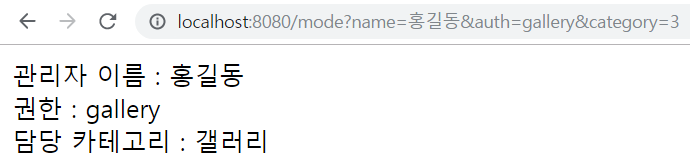 localhost:8080/mode?name=홍길동&auth=gallery&category=3
관리자 이름 : 홍길동
권한 : gallery
담당 카테고리 : 갤러리